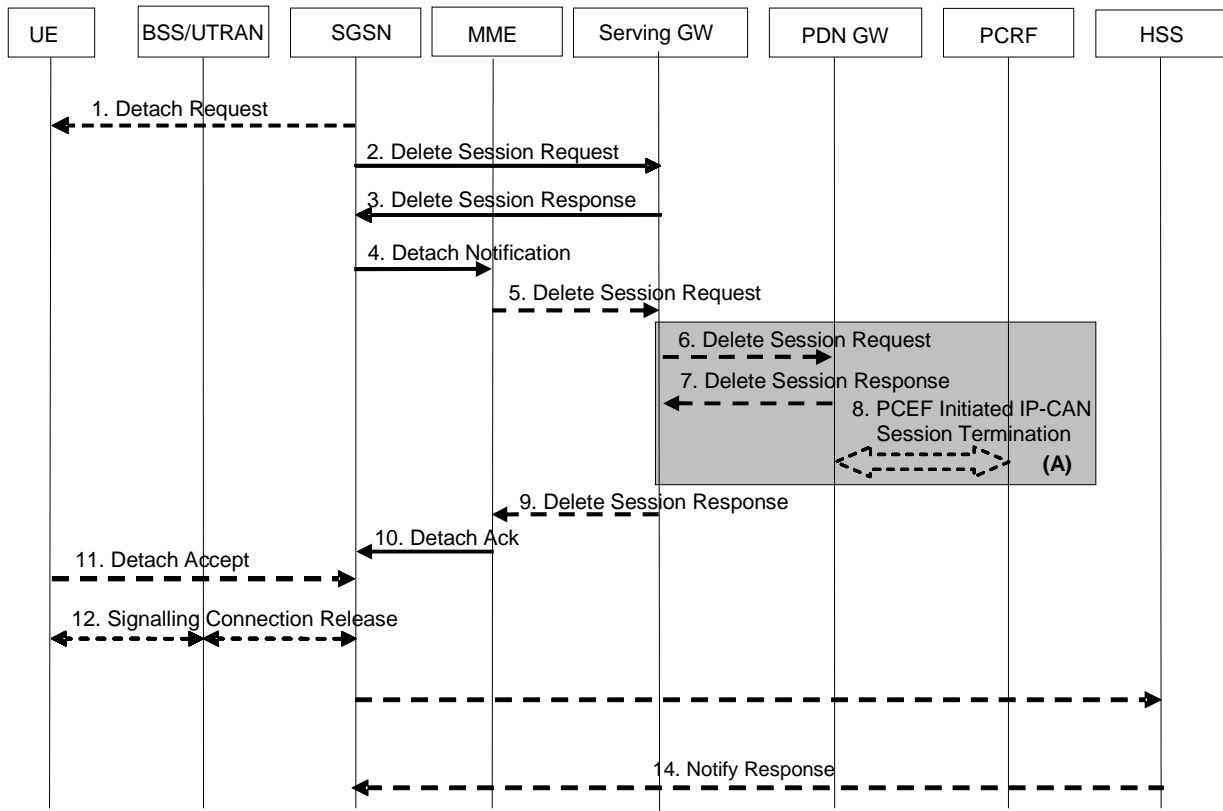 UE
BSS/UTRAN
SGSN
MME
Serving GW
PDN GW
PCRF
HSS
1. Detach Request
2. Delete Session Request
3. Delete Session Response
4. Detach Notification
5. Delete Session Request
6. Delete Session Request
7. Delete Session Response
8. PCEF Initiated IP-CAN
Session Termination
(A)
9. Delete Session Response
10. Detach Ack
11. Detach Accept
12. Signalling Connection Release
14. Notify Response